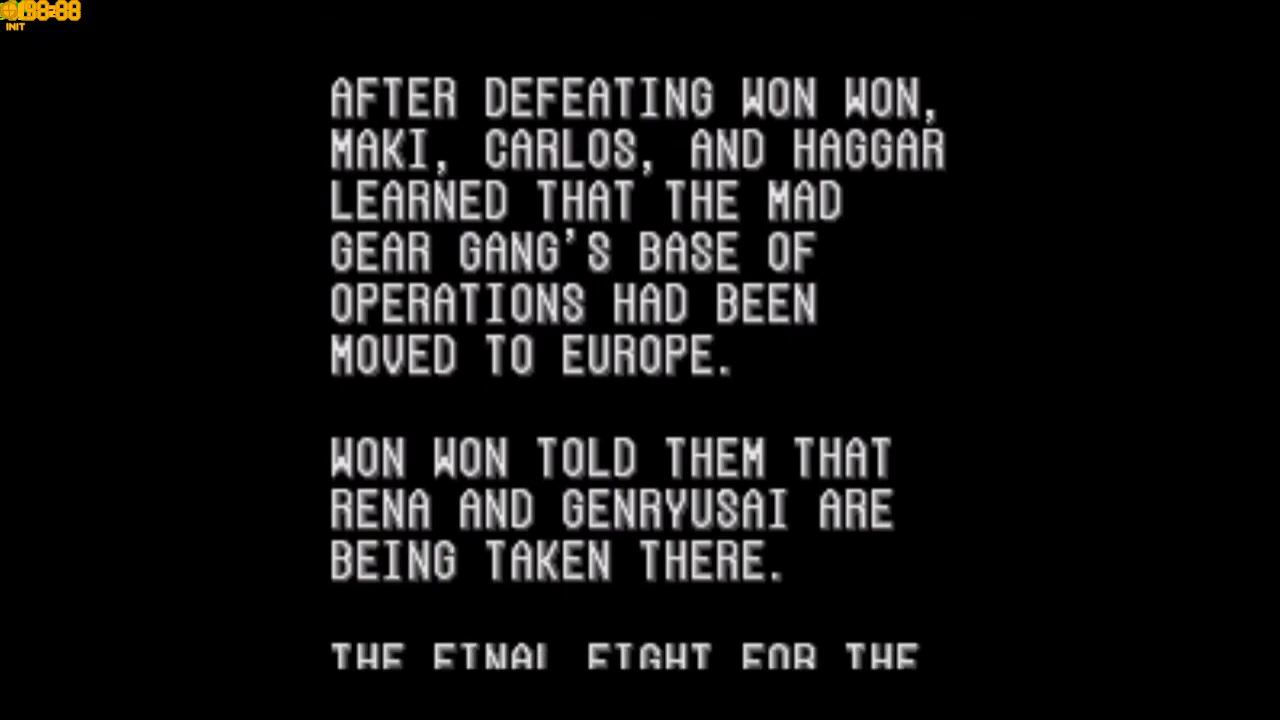 INIT
AFTER DEFEATING WON WON,
MAKI, CARLOS, AND HAGGAR
LEARNED THAT THE MAD
GEAR GANG'S BASE OF
OPERATIONS HAD BEEN
MOVED TO EUROPE.
WON WON TOLD THEM THAT
RENA AND GENRYUSAI ARE
BEING TAKEN THERE.
THE FINAL FIGHT FOR THE